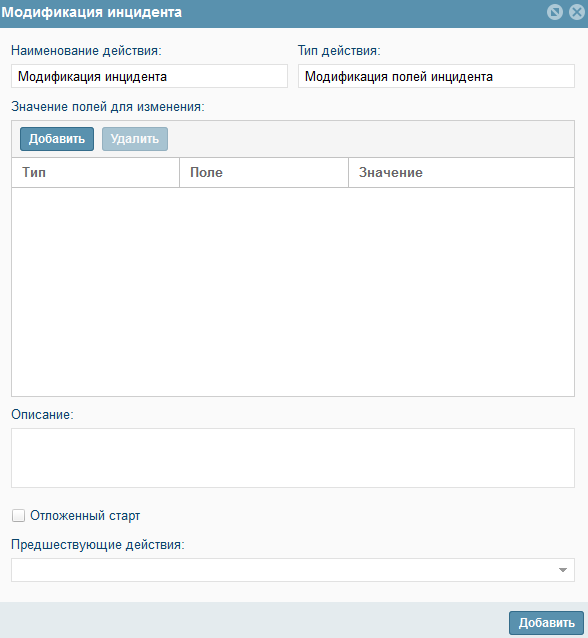 Модификация инцидента
Наименование действия: Тип действия:
Модификация инцидента Модификация полей инцидента
Значение полей для изменения:
Добавить Удалить
Тип Поле Значение
Описание:
Отложенный старт
Предшествующие действия:
Добавить